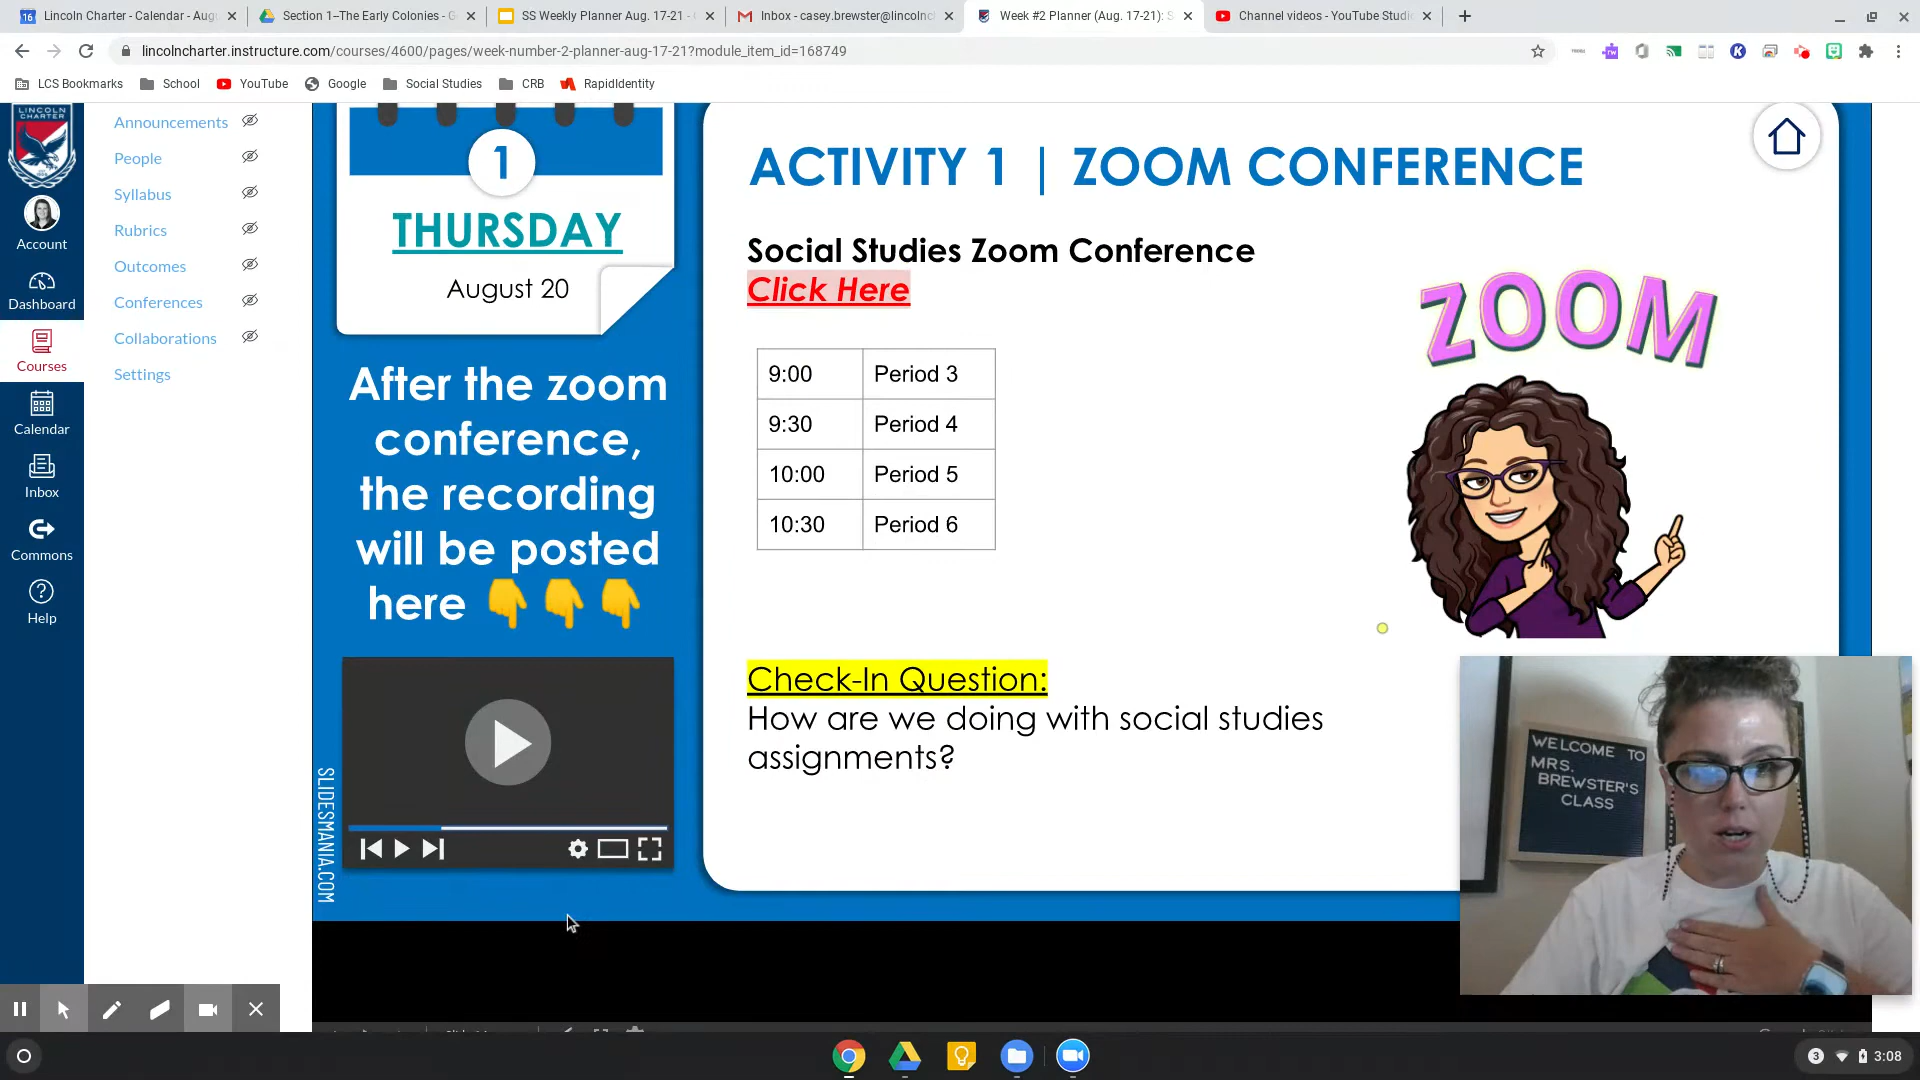 Lincoln Charter - Calendar - Aug
Section 1--The Early Colonies - G
SS Weekly Planner Aug. 17-21 -
Inbox - casey.brewster@lincolnc
Week #2 Planner (Aug. 17-21): S
Channel videos - YouTube Studio
lincolncharter.instructure.com/courses/4600/pages/week-number-2-planner-aug-17-21?module_item_id=168749
LCS Bookmarks
School
YouTube
Google
Social Studies
CRB
RapidIdentity
LINCOLN
CHARTER
Account
Dashboard
Courses
Calendar
Inbox
Commons
Help
Announcements
People
Syllabus
Rubrics
Outcomes
Conferences
Collaborations
Settings
1
THURSDAY
August 20
After the zoom
conference,
the recording
will be posted
here 👇👇👇
SLIDESMANIA.COM
ACTIVITY 1 | ZOOM CONFERENCE
Social Studies Zoom Conference
Click Here
9:00 Period 3
9:30 Period 4
10:00 Period 5
10:30 Period 6
ZOOM
Check-In Question:
How are we doing with social studies
assignments?
WELCOME TO
MRS.
BREWSTER'S
CLASS
3 3:08